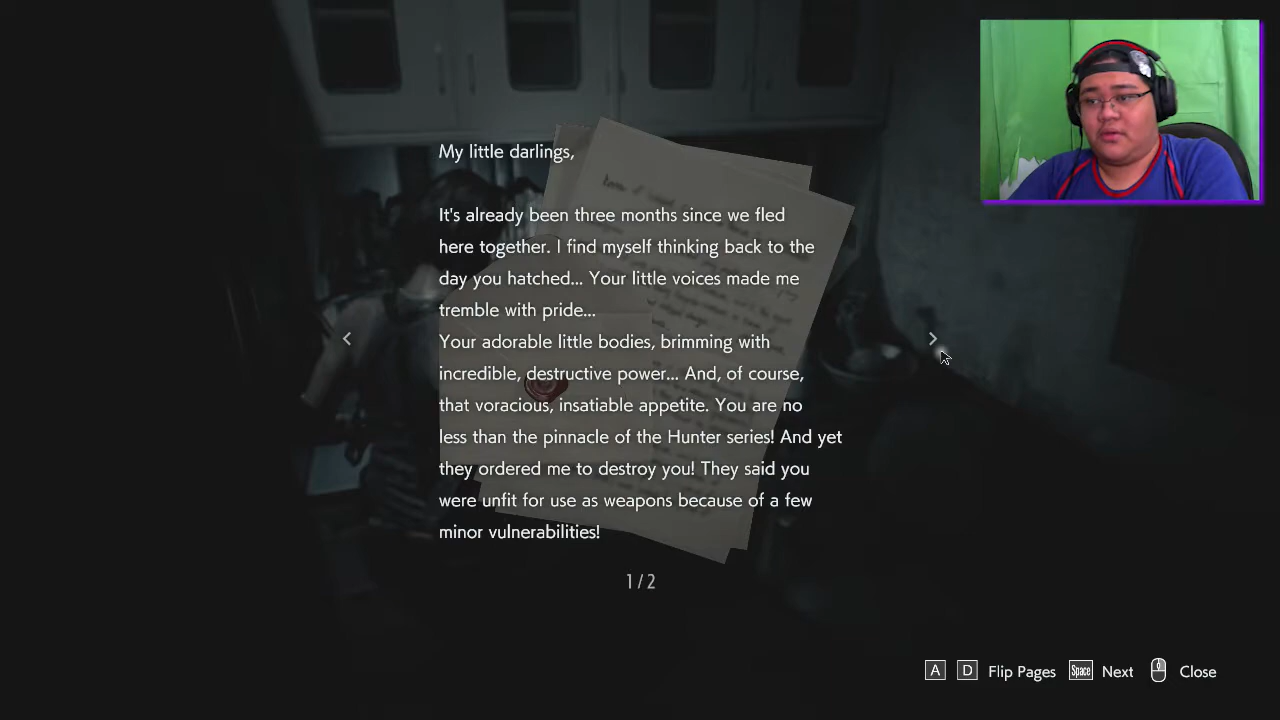 My little darlings,
It's already been three months since we fled
here together. I find myself thinking back to the
day you hatched... Your little voices made me
tremble with pride...
Your adorable little bodies, brimming with
incredible, destructive power... And, of course,
that voracious, insatiable appetite. You are no
less than the pinnacle of the Hunter series! And yet
they ordered me to destroy you! They said you
were unfit for use as weapons because of a few
minor vulnerabilities!
1 / 2
A D Flip Pages Space Next Close